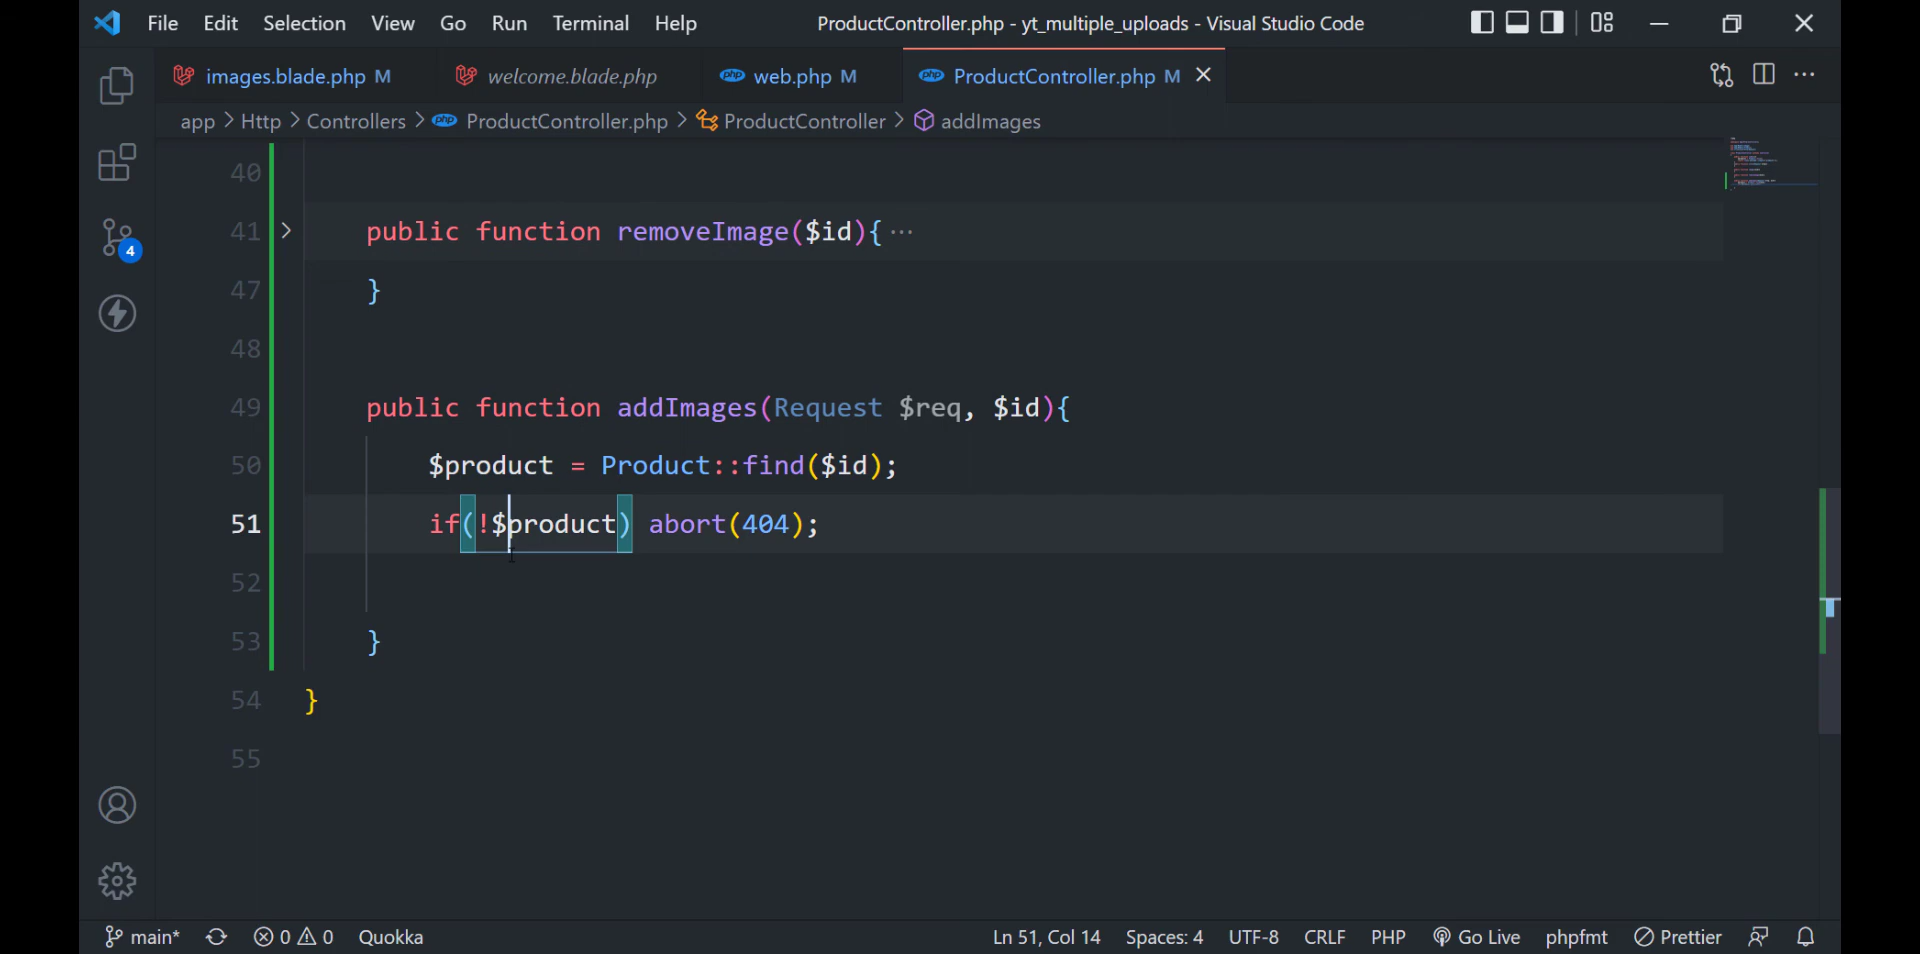 File Edit Selection View Go Run Terminal Help ProductController.php - yt_multiple_uploads - Visual Studio Code
images.blade.php M welcome.blade.php php web.php M php ProductController.php M
app > Http > Controllers > php ProductController.php > ProductController > addImages
40
41 public function removeImage($id){ ...
47 }
48
49 public function addImages(Request $req, $id){
50 $product = Product::find($id);
51 if(!$product) abort(404);
52
53 }
54 }
55
4
main* 0 0 Quokka Ln 51, Col 14 Spaces: 4 UTF-8 CRLF PHP Go Live phpfmt Prettier